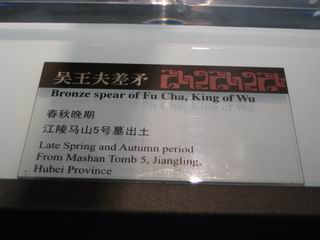 吴王夫差矛
Bronze spear of Fu Cha, King of Wu
春秋晚期
江陵马山5号墓出土
Late Spring and Autumn period
From Mashan Tomb 5, Jiangling,
Hubei Province